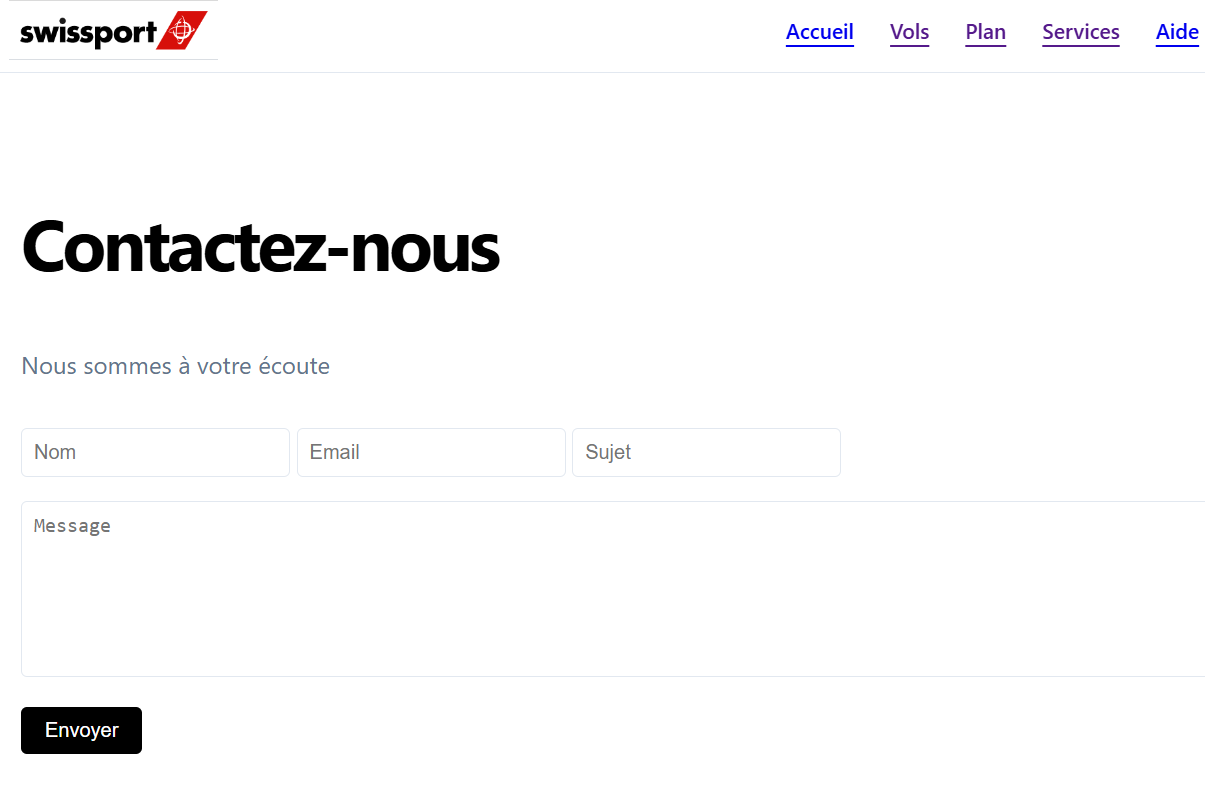 swissport
Accueil Vols Plan Services Aide
Contactez-nous
Nous sommes à votre écoute
Nom Email Sujet
Message
Envoyer